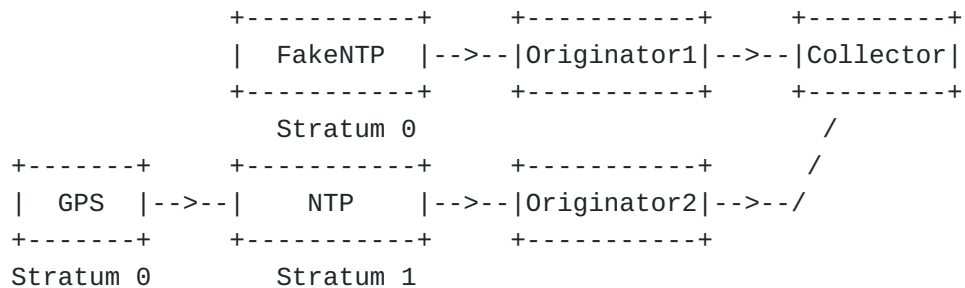 +-----------+     +-----------+     +---------+
                |  FakeNTP  |-->--|Originator1|-->--|Collector|
                +-----------+     +-----------+     +---------+
                  Stratum 0                           /
+-------+     +-----------+     +-----------+      /
|  GPS  |-->--|    NTP    |-->--|Originator2|-->--/
+-------+     +-----------+     +-----------+
Stratum 0       Stratum 1